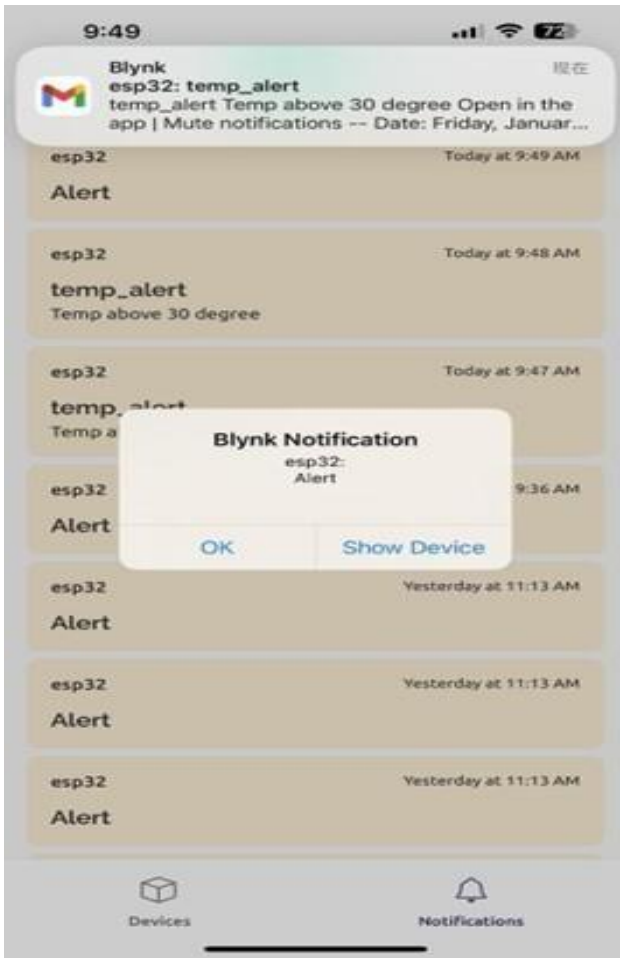 9:49
72
Blynk
现在
esp32: temp_alert
temp_alert Temp above 30 degree Open in the
app | Mute notifications -- Date: Friday, Januar...
esp32
Today at 9:49 AM
Alert
esp32
Today at 9:48 AM
temp_alert
Temp above 30 degree
esp32
Today at 9:47 AM
temp_alert
Temp a
Blynk Notification
esp32:
Alert
OK
Show Device
esp32
9:36 AM
Alert
esp32
Yesterday at 11:13 AM
Alert
esp32
Yesterday at 11:13 AM
Alert
esp32
Yesterday at 11:13 AM
Alert
Devices
Notifications